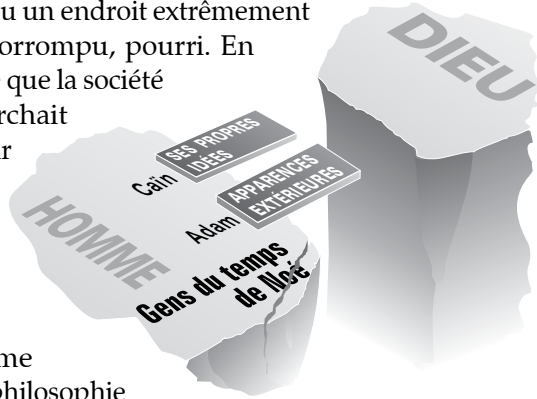 u un endroit extrêmement
orrompu, pourri. En
que la société
rchait
r
me
philosophie
HOMME
Caïn
SES PROPRES
IDÉES
Adam
APPARENCES
EXTÉRIEURES
Gens du temps
de Noé
DIEU